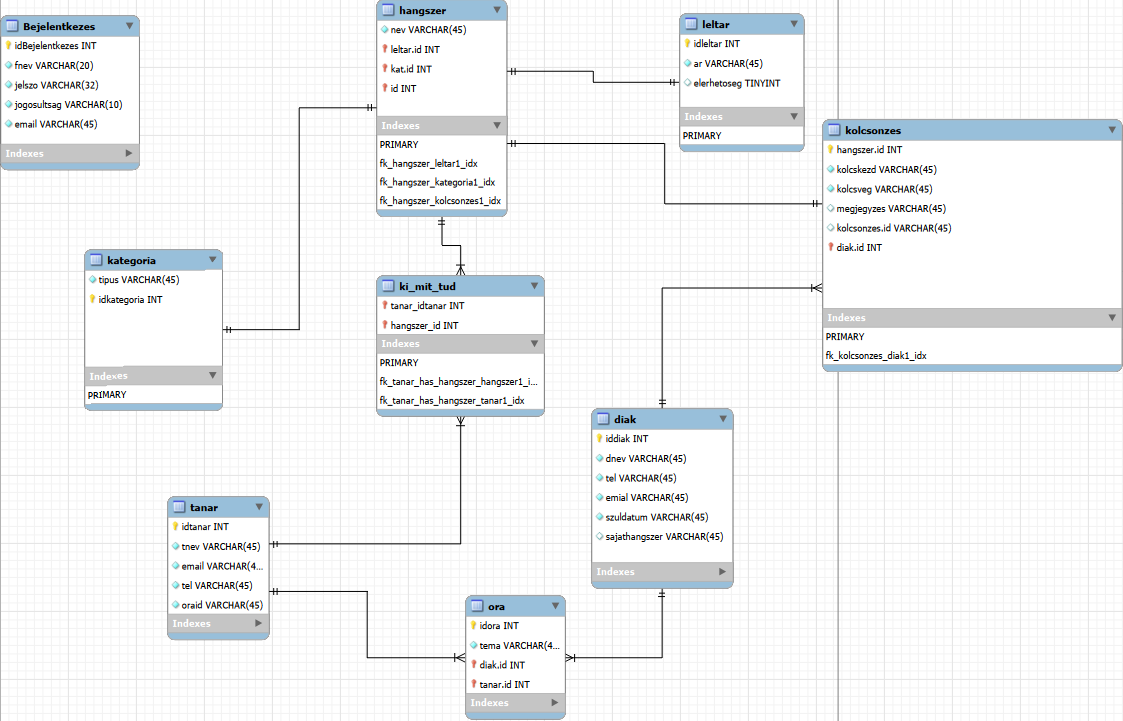 Bejelentkezes
idBejelentkezes INT
fnev VARCHAR(20)
jelszo VARCHAR(32)
jogosultsag VARCHAR(10)
email VARCHAR(45)
Indexes
hangszer
nev VARCHAR(45)
leltar.id INT
kat.id INT
id INT
Indexes
PRIMARY
fk_hangszer_leltar1_idx
fk_hangszer_kategoria1_idx
fk_hangszer_kolcsonzes1_idx
leltar
idleltar INT
ar VARCHAR(45)
elerhetoseg TINYINT
Indexes
PRIMARY
kolcsonzes
hangszer.id INT
kolcskezd VARCHAR(45)
kolcsveg VARCHAR(45)
megjegyzes VARCHAR(45)
kolcsonzes.id VARCHAR(45)
diak.id INT
Indexes
PRIMARY
fk_kolcsonzes_diak1_idx
kategoria
tipus VARCHAR(45)
idkategoria INT
Indexes
PRIMARY
ki_mit_tud
tanar_idtanar INT
hangszer_id INT
Indexes
PRIMARY
fk_tanar_has_hangszer_hangszer1_i...
fk_tanar_has_hangszer_tanar1_idx
diak
iddiak INT
dnev VARCHAR(45)
tel VARCHAR(45)
emial VARCHAR(45)
szuldatum VARCHAR(45)
sajathangszer VARCHAR(45)
Indexes
tanar
idtanar INT
tnev VARCHAR(45)
email VARCHAR(4...
tel VARCHAR(45)
oraid VARCHAR(45)
Indexes
ora
idora INT
tema VARCHAR(4...
diak.id INT
tanar.id INT
Indexes